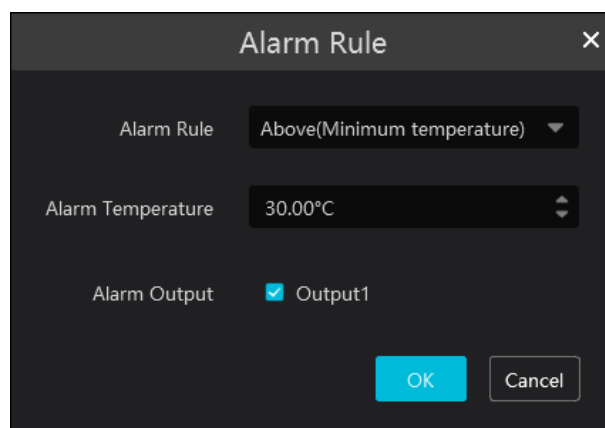 Alarm Rule
Alarm Rule Above(Minimum temperature)
Alarm Temperature 30.00°C
Alarm Output Output1
OK Cancel